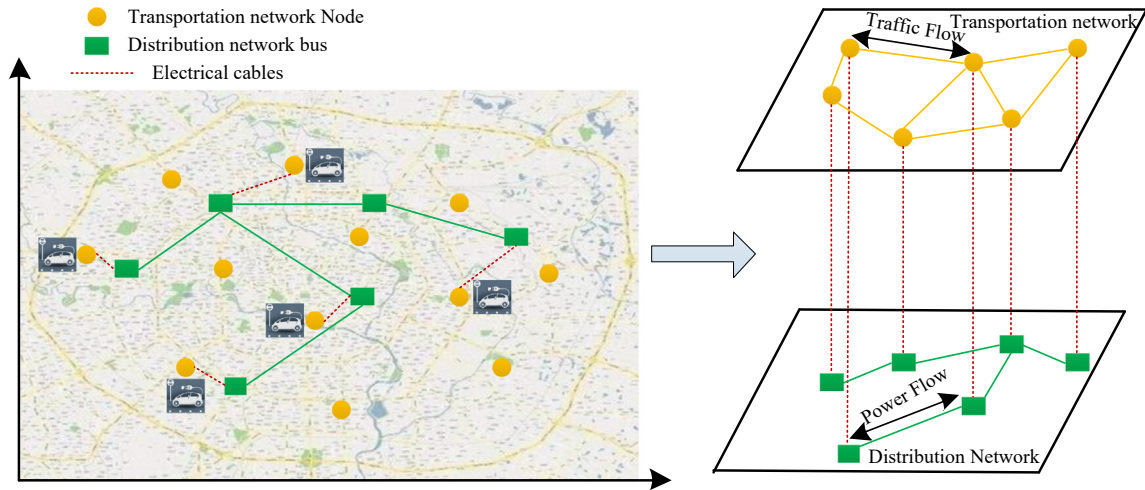 Transportation network Node
Distribution network bus
Electrical cables
Traffic Flow
Transportation network
Power Flow
Distribution Network